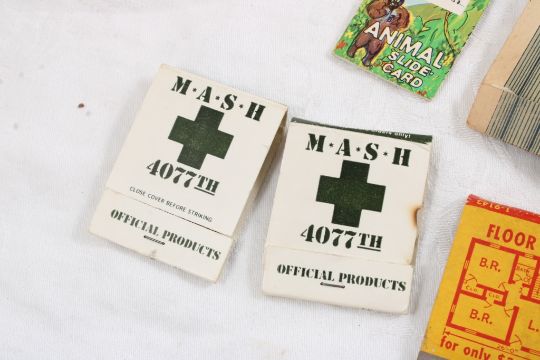 M*A*S*H
4077TH
CLOSE COVER BEFORE STRIKING
OFFICIAL PRODUCTS
M*A*S*H
4077TH
OFFICIAL PRODUCTS
ANIMAL
SLIDE
CARD
FLOOR
B.R.
B.R.
L.
for only